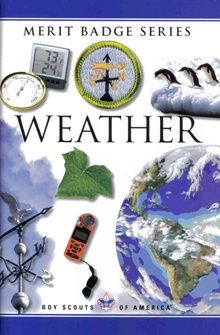 MERIT BADGE SERIES
WEATHER
BOY SCOUTS OF AMERICA